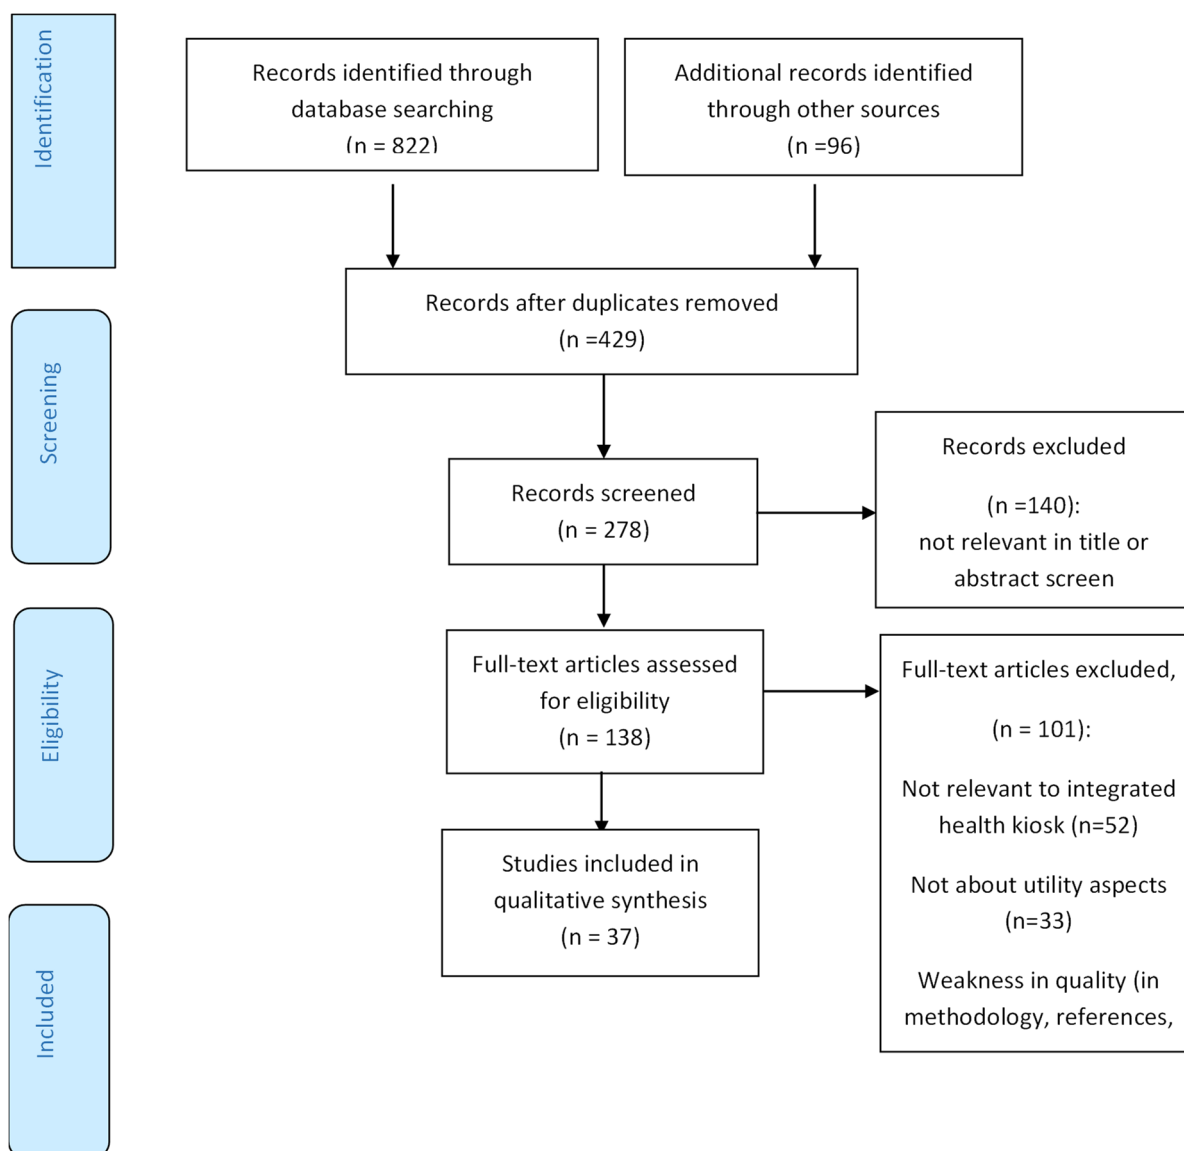 Identification
Records identified through
database searching
(n = 822)
Additional records identified
through other sources
(n =96)
Records after duplicates removed
(n =429)
Screening
Records screened
(n = 278)
Records excluded
(n =140):
not relevant in title or
abstract screen
Eligibility
Full-text articles assessed
for eligibility
(n = 138)
Full-text articles excluded,
(n = 101):
Not relevant to integrated
health kiosk (n=52)
Not about utility aspects
(n=33)
Weakness in quality (in
methodology, references,
Included
Studies included in
qualitative synthesis
(n = 37)